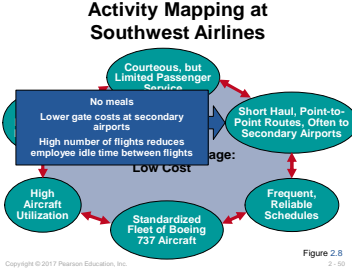 Activity Mapping at
Southwest Airlines
Courteous, but
Limited Passenger
Service
No meals
Lower gate costs at secondary
airports
High number of flights reduces
employee idle time between flights
Short Haul, Point-to-
Point Routes, Often to
Secondary Airports
Low Cost
High
Aircraft
Utilization
Standardized
Fleet of Boeing
737 Aircraft
Frequent,
Reliable
Schedules
Figure 2.8
Copyright © 2017 Pearson Education, Inc.
2 - 50